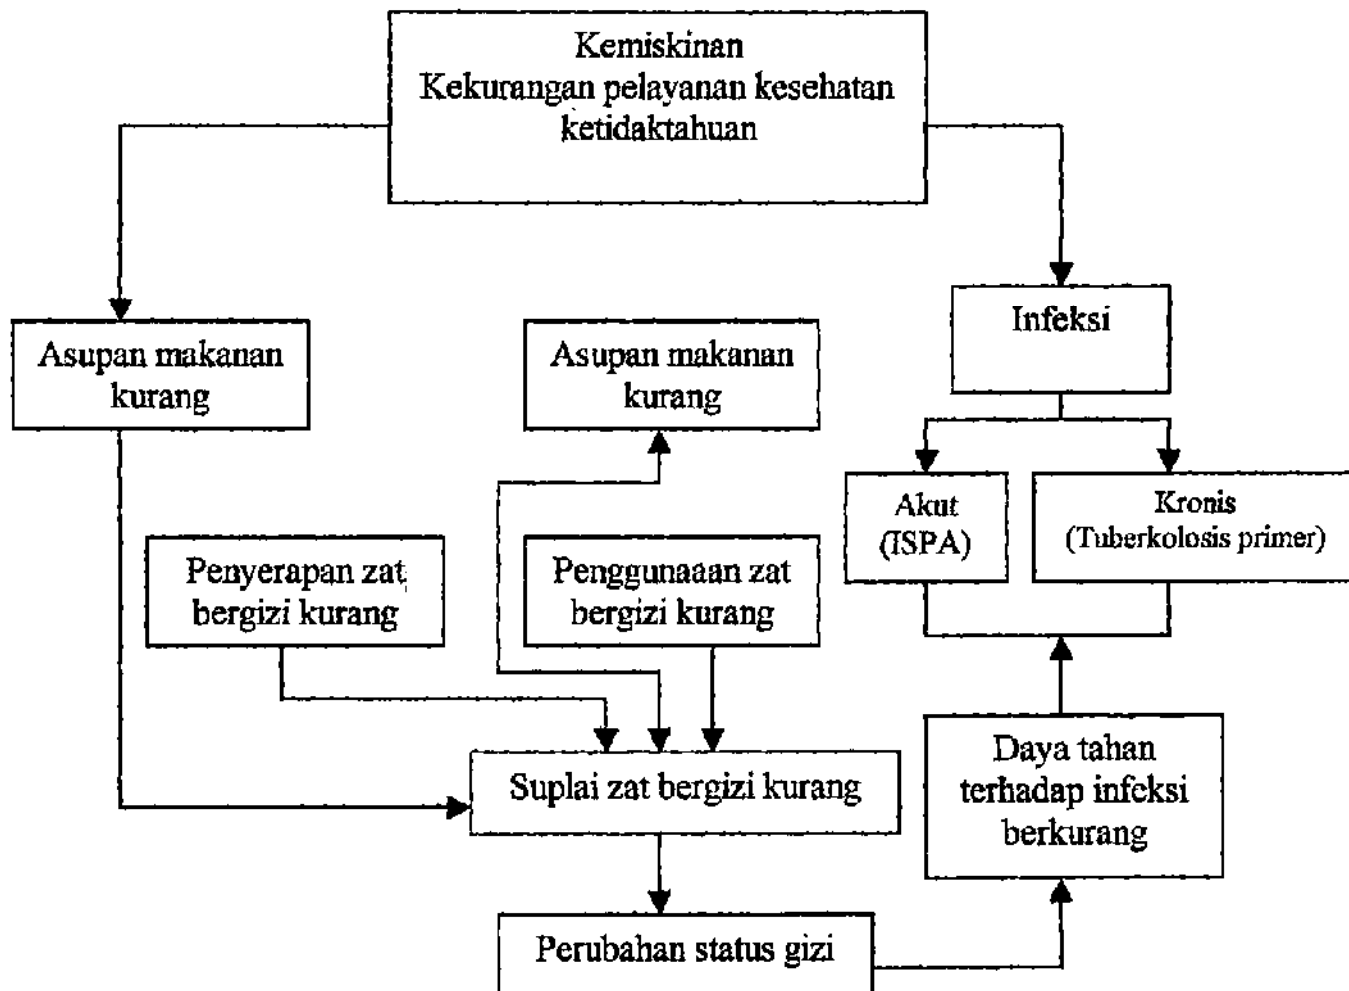 Kemiskinan
Kekurangan pelayanan kesehatan
ketidaktahuan
Infeksi
Asupan makanan
kurang
Asupan makanan
kurang
Akut
(ISPA)
Kronis
(Tuberkolosis primer)
Penyerapan zat
bergizi kurang
Penggunaaan zat
bergizi kurang
Suplai zat bergizi kurang
Daya tahan
terhadap infeksi
berkurang
Perubahan status gizi